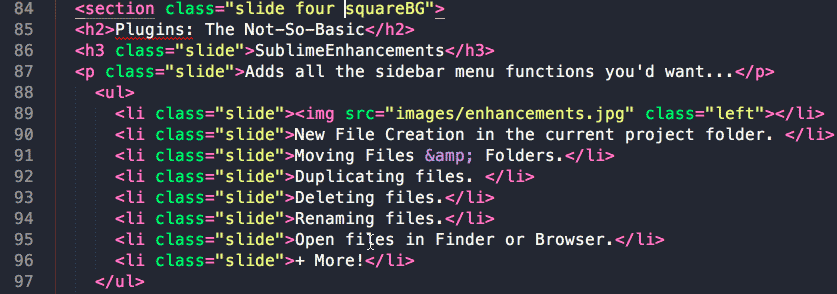 84 <section class="slide four squareBG">
85 <h2>Plugins: The Not-So-Basic</h2>
86 <h3 class="slide">SublimeEnhancements</h3>
87 <p class="slide">Adds all the sidebar menu functions you'd want...</p>
88 <ul>
89 <li class="slide"><img src="images/enhancements.jpg" class="left"></li>
90 <li class="slide">New File Creation in the current project folder. </li>
91 <li class="slide">Moving Files &amp; Folders.</li>
92 <li class="slide">Duplicating files. </li>
93 <li class="slide">Deleting files.</li>
94 <li class="slide">Renaming files.</li>
95 <li class="slide">Open files in Finder or Browser.</li>
96 <li class="slide">+ More!</li>
97 </ul>